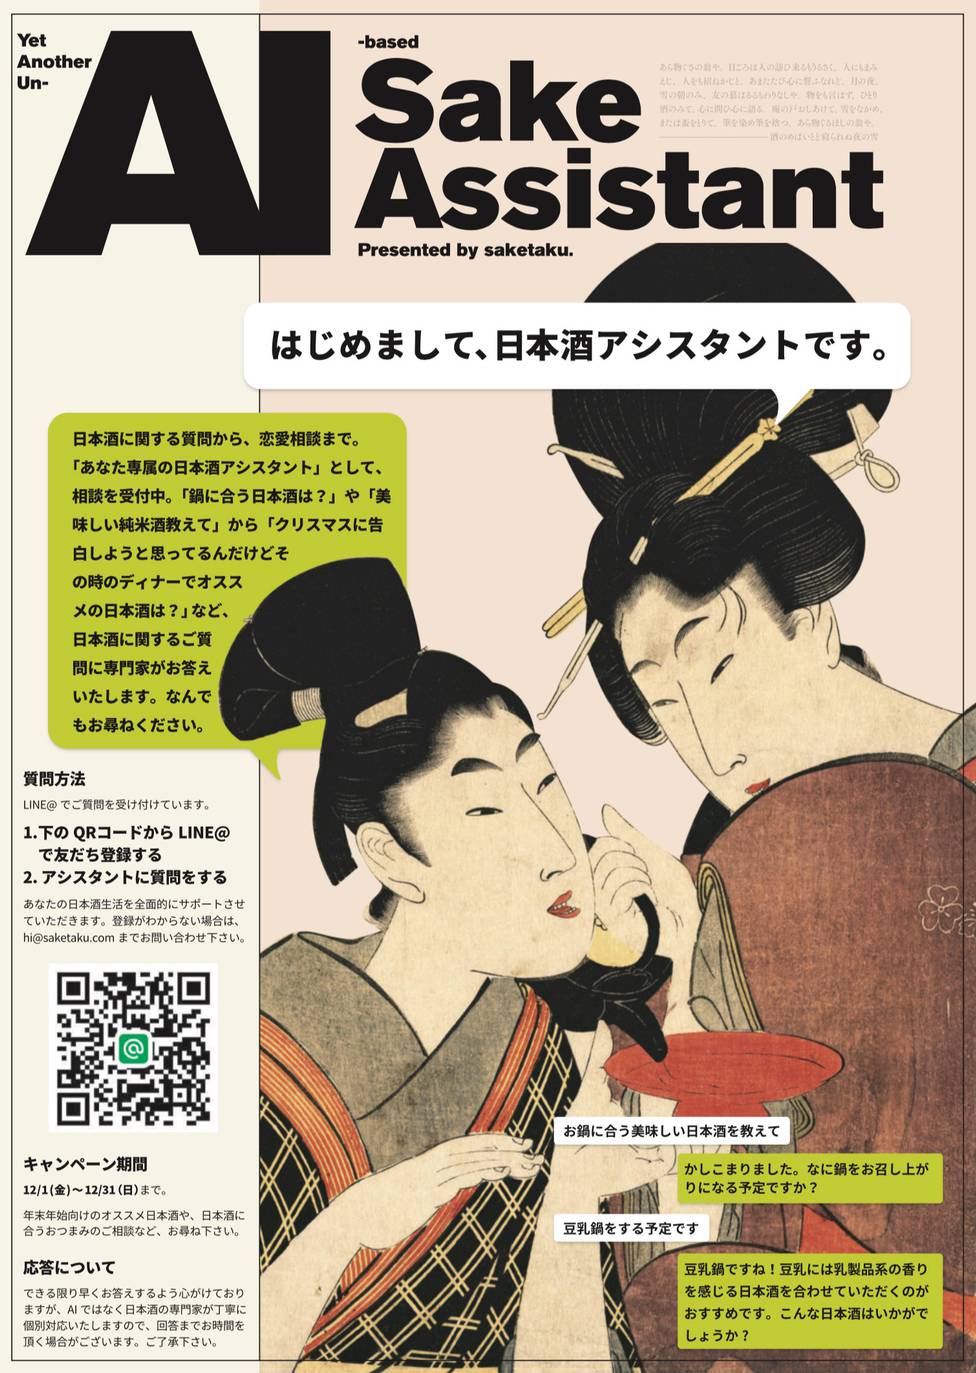 Yet
Another
Un-
AI
-based
Sake
Assistant
Presented by saketaku.
はじめまして、日本酒アシスタントです。
日本酒に関する質問から、恋愛相談まで。
「あなた専属の日本酒アシスタント」として、
相談を受付中。「鍋に合う日本酒は？」や「美
味しい純米酒教えて」から「クリスマスに告
白しようと思ってるんだけどそ
の時のディナーでオスス
メの日本酒は？」など、
日本酒に関するご質
問に専門家がお答え
いたします。なんで
もお尋ねください。
質問方法
LINE@ でご質問を受け付けています。
1.下の QRコードから LINE@
で友だち登録する
2. アシスタントに質問をする
あなたの日本酒生活を全面的にサポートさせ
ていただきます。登録がわからない場合は、
hi@saketaku.com までお問い合わせ下さい。
@
キャンペーン期間
12/1(金)〜12/31(日)まで。
年末年始向けのオススメ日本酒や、日本酒に
合うおつまみのご相談など、お尋ね下さい。
応答について
できる限り早くお答えするよう心がけており
ますが、AI ではなく日本酒の専門家が丁寧に
個別対応いたしますので、回答までお時間を
頂く場合がございます。ご了承下さい。
お鍋に合う美味しい日本酒を教えて
かしこまりました。なに鍋をお召し上が
りになる予定ですか？
豆乳鍋をする予定です
豆乳鍋ですね！豆乳には乳製品系の香り
を感じる日本酒を合わせていただくのが
おすすめです。こんな日本酒はいかがで
しょうか？